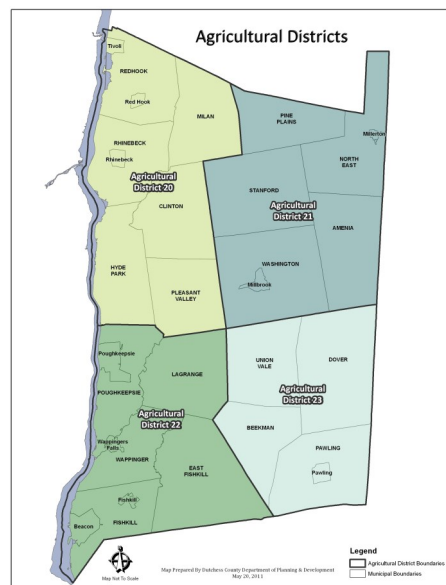 Agricultural Districts
Tivoli
REDHOOK
Red Hook
MILAN
PINE
PLAINS
Millerton
NORTH
EAST
RHINEBECK
Rhinebeck
Agricultural
District 20
CLINTON
STANFORD
Agricultural
District 21
AMENIA
HYDE
PARK
WASHINGTON
Millbrook
PLEASANT
VALLEY
Poughkeepsie
LAGRANGE
UNION
VALE
DOVER
POUGHKEEPSIE
Agricultural
District 22
Agricultural
District 23
BEEKMAN
Wappingers
Falls
WAPPINGER
EAST
FISHKILL
PAWLING
Pawling
Fishkill
Beacon
FISHKILL
Map Not To Scale
Map Prepared By Dutchess County Department of Planning & Development
May 20, 2011
Legend
Agricultural District Boundaries
Municipal Boundaries